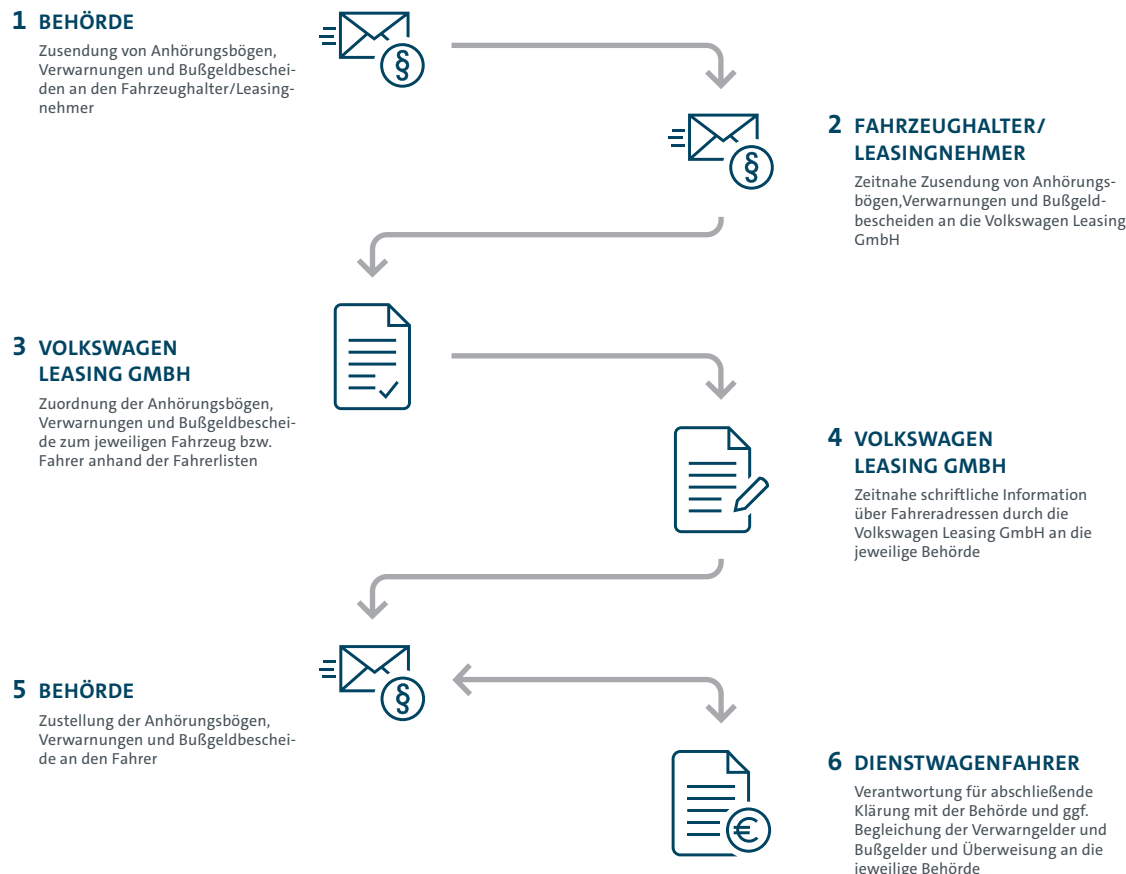 1 BEHÖRDE
Zusendung von Anhörungsbögen,
Verwarnungen und Bußgeldbeschei-
den an den Fahrzeughalter/Leasing-
nehmer
§
§
2 FAHRZEUGHALTER/
LEASINGNEHMER
Zeitnahe Zusendung von Anhörungs-
bögen,Verwarnungen und Bußgeld-
bescheiden an die Volkswagen Leasing
GmbH
3 VOLKSWAGEN
LEASING GMBH
Zuordnung der Anhörungsbögen,
Verwarnungen und Bußgeldbeschei-
de zum jeweiligen Fahrzeug bzw.
Fahrer anhand der Fahrerlisten
4 VOLKSWAGEN
LEASING GMBH
Zeitnahe schriftliche Information
über Fahreradressen durch die
Volkswagen Leasing GmbH an die
jeweilige Behörde
5 BEHÖRDE
Zustellung der Anhörungsbögen,
Verwarnungen und Bußgeldbeschei-
de an den Fahrer
§
€
6 DIENSTWAGENFAHRER
Verantwortung für abschließende
Klärung mit der Behörde und ggf.
Begleichung der Verwarngelder und
Bußgelder und Überweisung an die
jeweilige Behörde